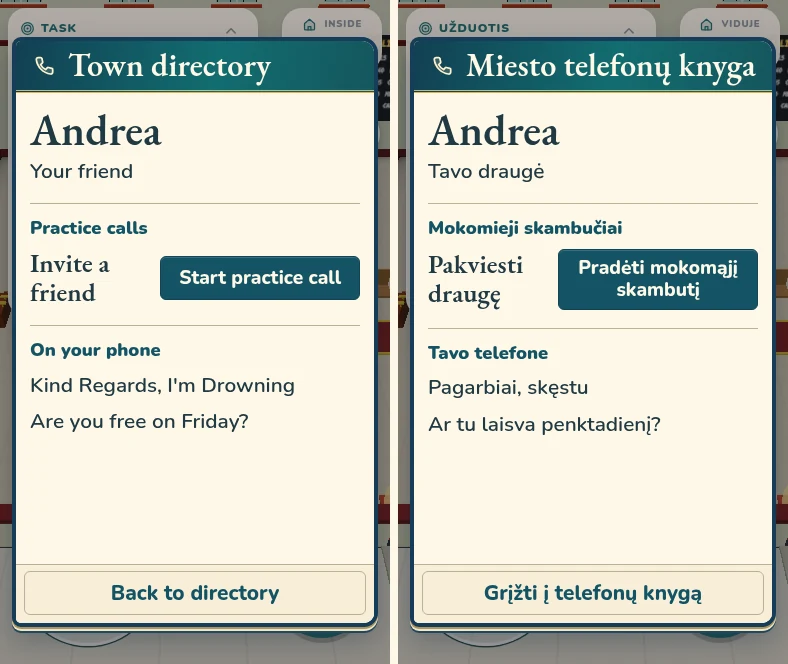 TASK
INSIDE
Town directory
Andrea
Your friend
Practice calls
Invite a
friend
Start practice call
On your phone
Kind Regards, I'm Drowning
Are you free on Friday?
Back to directory
UŽDUOTIS
VIDUJE
Miesto telefonų knyga
Andrea
Tavo draugė
Mokomieji skambučiai
Pakviesti
draugę
Pradėti mokomąjį
skambutį
Tavo telefone
Pagarbiai, skęstu
Ar tu laisva penktadienį?
Grįžti į telefonų knygą